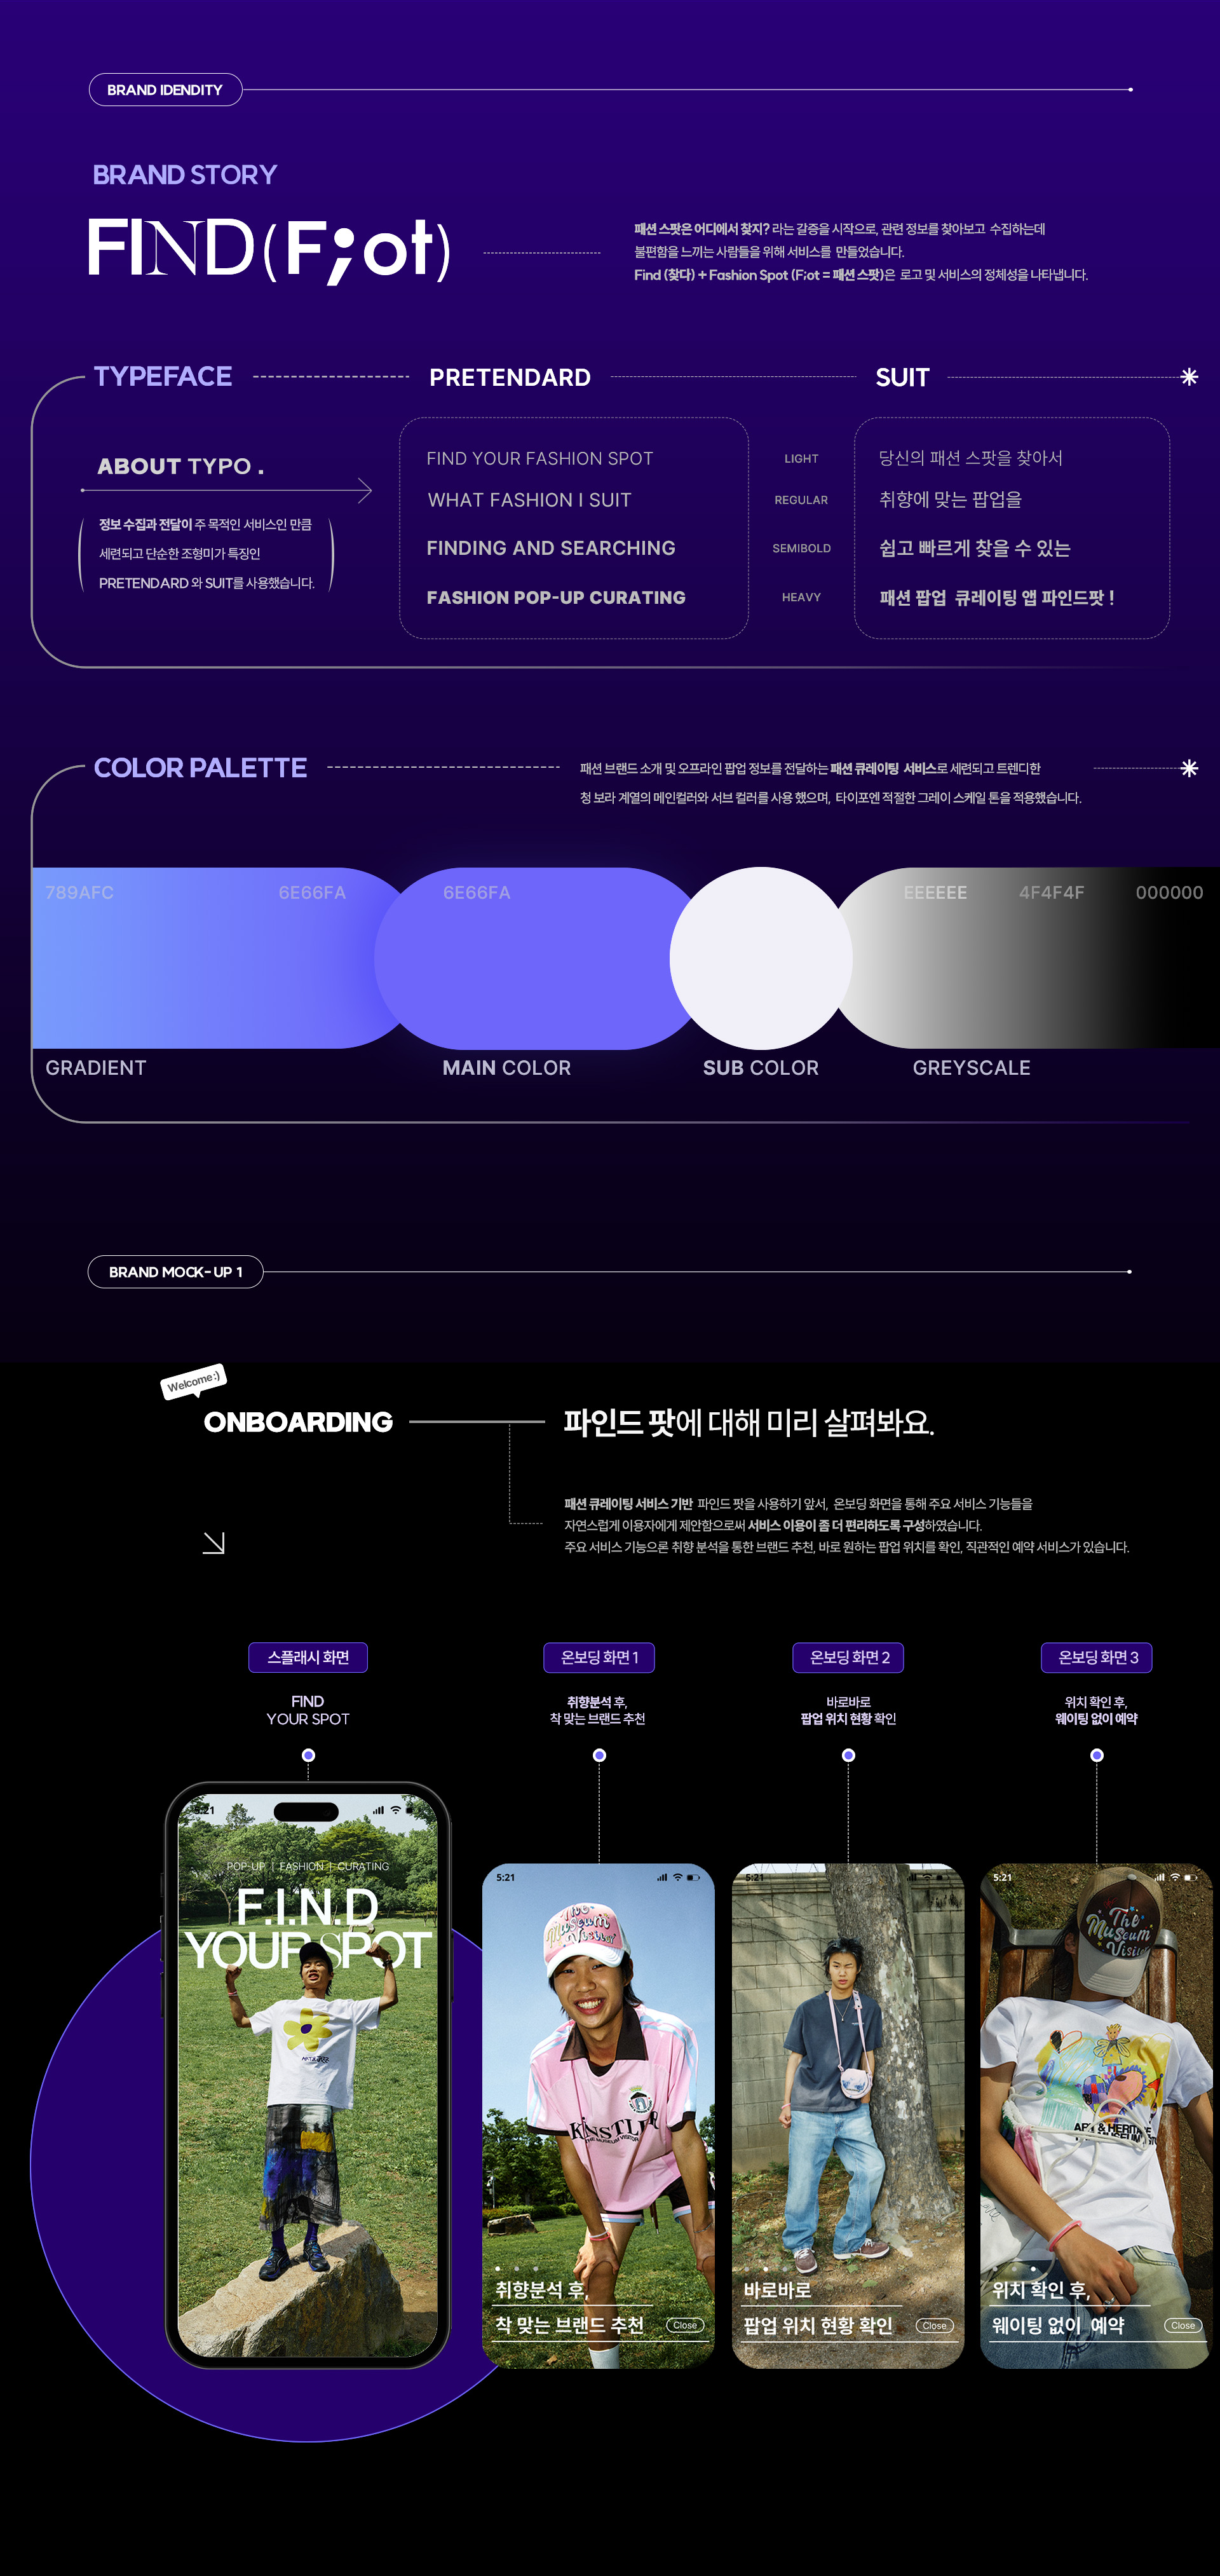 BRAND IDENDITY
BRAND STORY
FIND(F;ot)
패션 스팟은 어디에서 찾지? 라는 갈증을 시작으로, 관련 정보를 찾아보고 수집하는데
불편함을 느끼는 사람들을 위해 서비스를 만들었습니다.
Find (찾다) + Fashion Spot (F;ot = 패션 스팟)은 로고 및 서비스의 정체성을 나타냅니다.
TYPEFACE
PRETENDARD
SUIT
ABOUT TYPO .
정보 수집과 전달이 주 목적인 서비스인 만큼
세련되고 단순한 조형미가 특징인
PRETENDARD 와 SUIT를 사용했습니다.
FIND YOUR FASHION SPOT
LIGHT
당신의 패션 스팟을 찾아서
WHAT FASHION I SUIT
REGULAR
취향에 맞는 팝업을
FINDING AND SEARCHING
SEMIBOLD
쉽고 빠르게 찾을 수 있는
FASHION POP-UP CURATING
HEAVY
패션 팝업 큐레이팅 앱 파인드팟 !
COLOR PALETTE
패션 브랜드 소개 및 오프라인 팝업 정보를 전달하는 패션 큐레이팅 서비스로 세련되고 트렌디한
청 보라 계열의 메인컬러와 서브 컬러를 사용 했으며, 타이포엔 적절한 그레이 스케일 톤을 적용했습니다.
789AFC
6E66FA
6E66FA
EEEEEE
4F4F4F
000000
GRADIENT
MAIN COLOR
SUB COLOR
GREYSCALE
BRAND MOCK-UP 1
Welcome:)
ONBOARDING
파인드 팟에 대해 미리 살펴봐요.
패션 큐레이팅 서비스 기반 파인드 팟을 사용하기 앞서, 온보딩 화면을 통해 주요 서비스 기능들을
자연스럽게 이용자에게 제안함으로써 서비스 이용이 좀 더 편리하도록 구성하였습니다.
주요 서비스 기능으론 취향 분석을 통한 브랜드 추천, 바로 원하는 팝업 위치를 확인, 직관적인 예약 서비스가 있습니다.
스플래시 화면
FIND
YOUR SPOT
온보딩 화면 1
취향분석 후,
착 맞는 브랜드 추천
온보딩 화면 2
바로바로
팝업 위치 현황 확인
온보딩 화면 3
위치 확인 후,
웨이팅 없이 예약
5:21
POP-UP | FASHION | CURATING
F.I.N.D
YOUR SPOT
5:21
The
Museum
Visitor
KÜNSTLER
THE MUSEUM VISITOR
취향분석 후,
착 맞는 브랜드 추천
Close
5:21
바로바로
팝업 위치 현황 확인
Close
5:21
The
Museum
Visitor
ART & HERITAGE
위치 확인 후,
웨이팅 없이 예약
Close